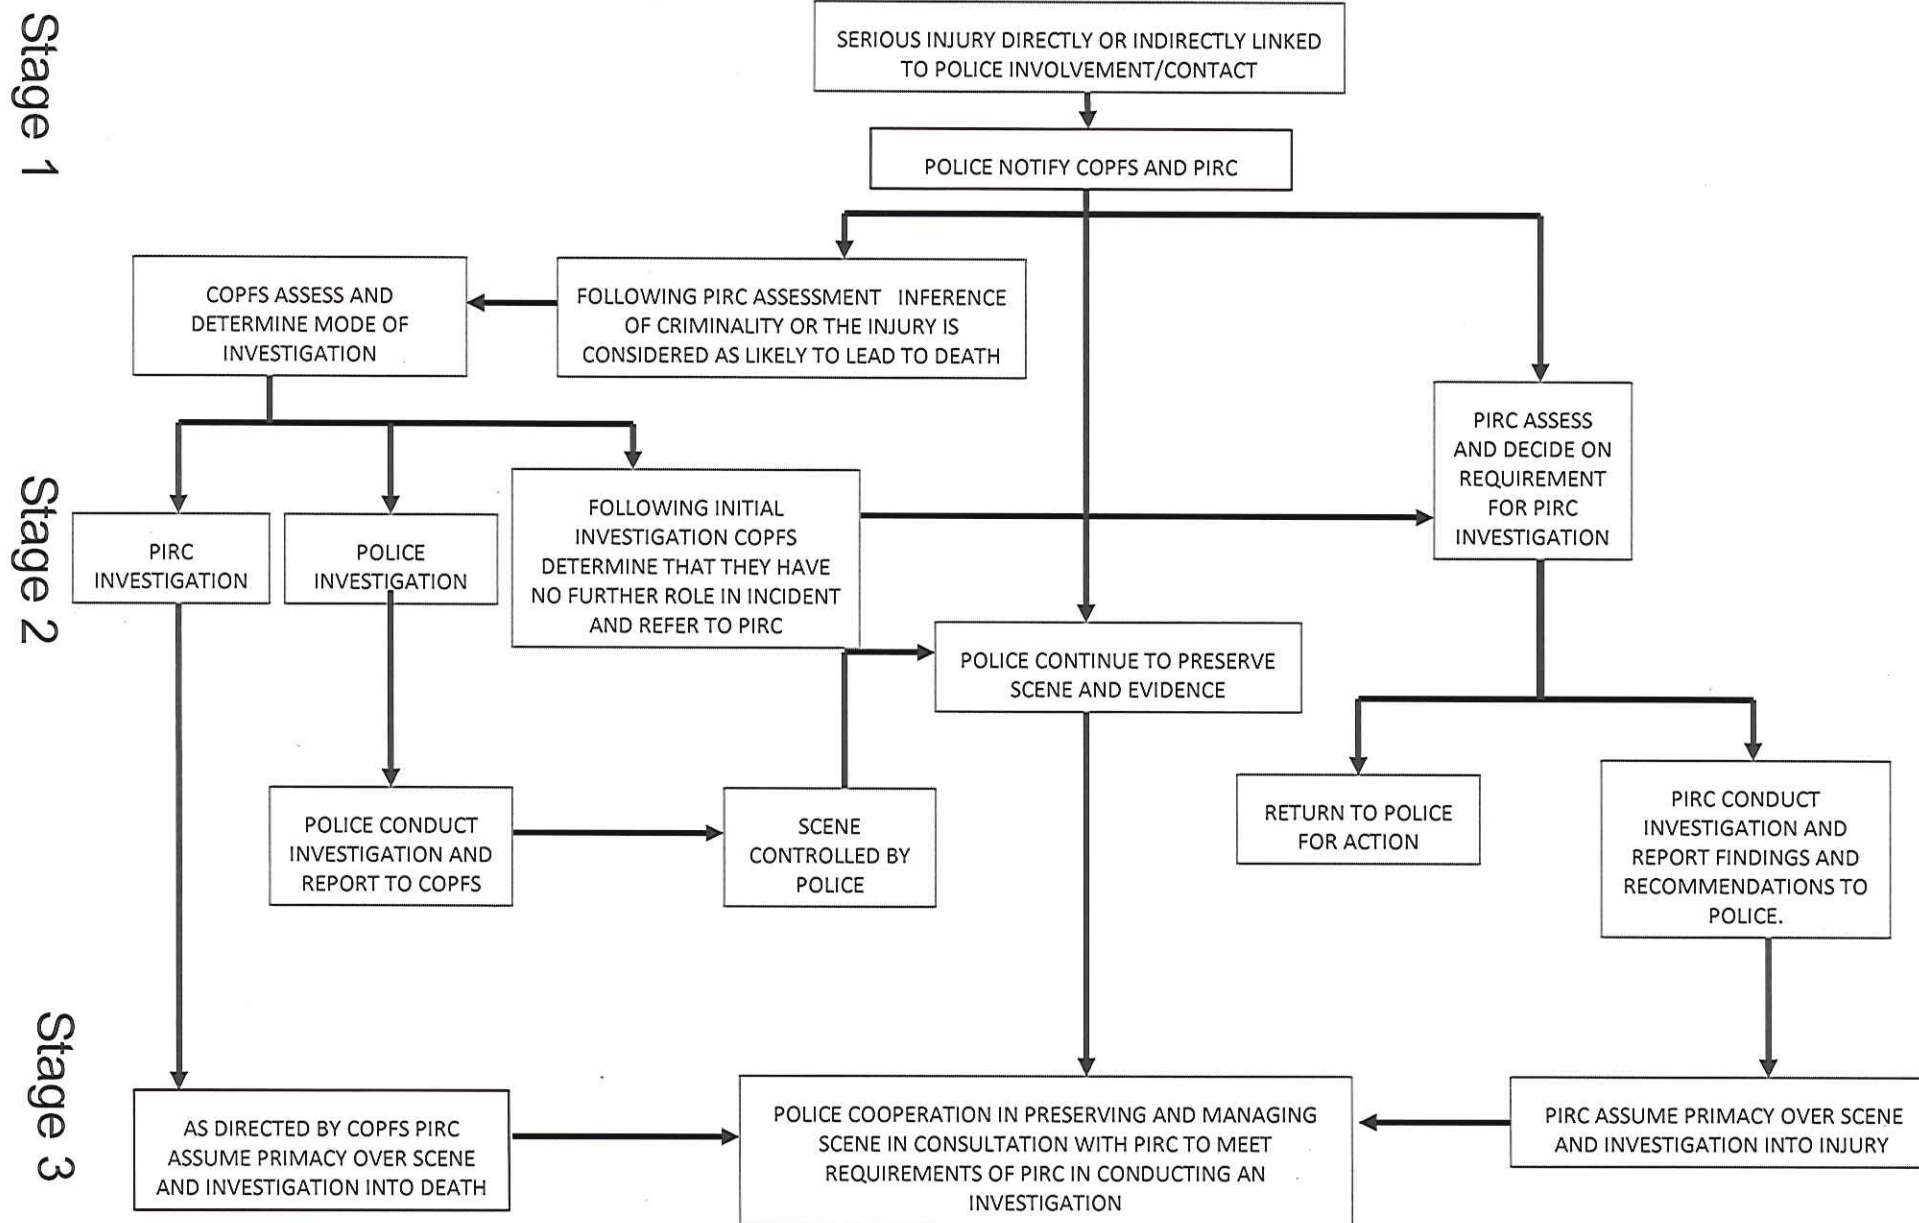 Stage 1
SERIOUS INJURY DIRECTLY OR INDIRECTLY LINKED
TO POLICE INVOLVEMENT/CONTACT
POLICE NOTIFY COPFS AND PIRC
COPFS ASSESS AND
DETERMINE MODE OF
INVESTIGATION
FOLLOWING PIRC ASSESSMENT INFERENCE
OF CRIMINALITY OR THE INJURY IS
CONSIDERED AS LIKELY TO LEAD TO DEATH
PIRC ASSESS
AND DECIDE ON
REQUIREMENT
FOR PIRC
INVESTIGATION
Stage 2
PIRC
INVESTIGATION
POLICE
INVESTIGATION
FOLLOWING INITIAL
INVESTIGATION COPFS
DETERMINE THAT THEY HAVE
NO FURTHER ROLE IN INCIDENT
AND REFER TO PIRC
POLICE CONTINUE TO PRESERVE
SCENE AND EVIDENCE
POLICE CONDUCT
INVESTIGATION AND
REPORT TO COPFS
SCENE
CONTROLLED BY
POLICE
RETURN TO POLICE
FOR ACTION
PIRC CONDUCT
INVESTIGATION AND
REPORT FINDINGS AND
RECOMMENDATIONS TO
POLICE.
Stage 3
AS DIRECTED BY COPFS PIRC
ASSUME PRIMACY OVER SCENE
AND INVESTIGATION INTO DEATH
POLICE COOPERATION IN PRESERVING AND MANAGING
SCENE IN CONSULTATION WITH PIRC TO MEET
REQUIREMENTS OF PIRC IN CONDUCTING AN
INVESTIGATION
PIRC ASSUME PRIMACY OVER SCENE
AND INVESTIGATION INTO INJURY